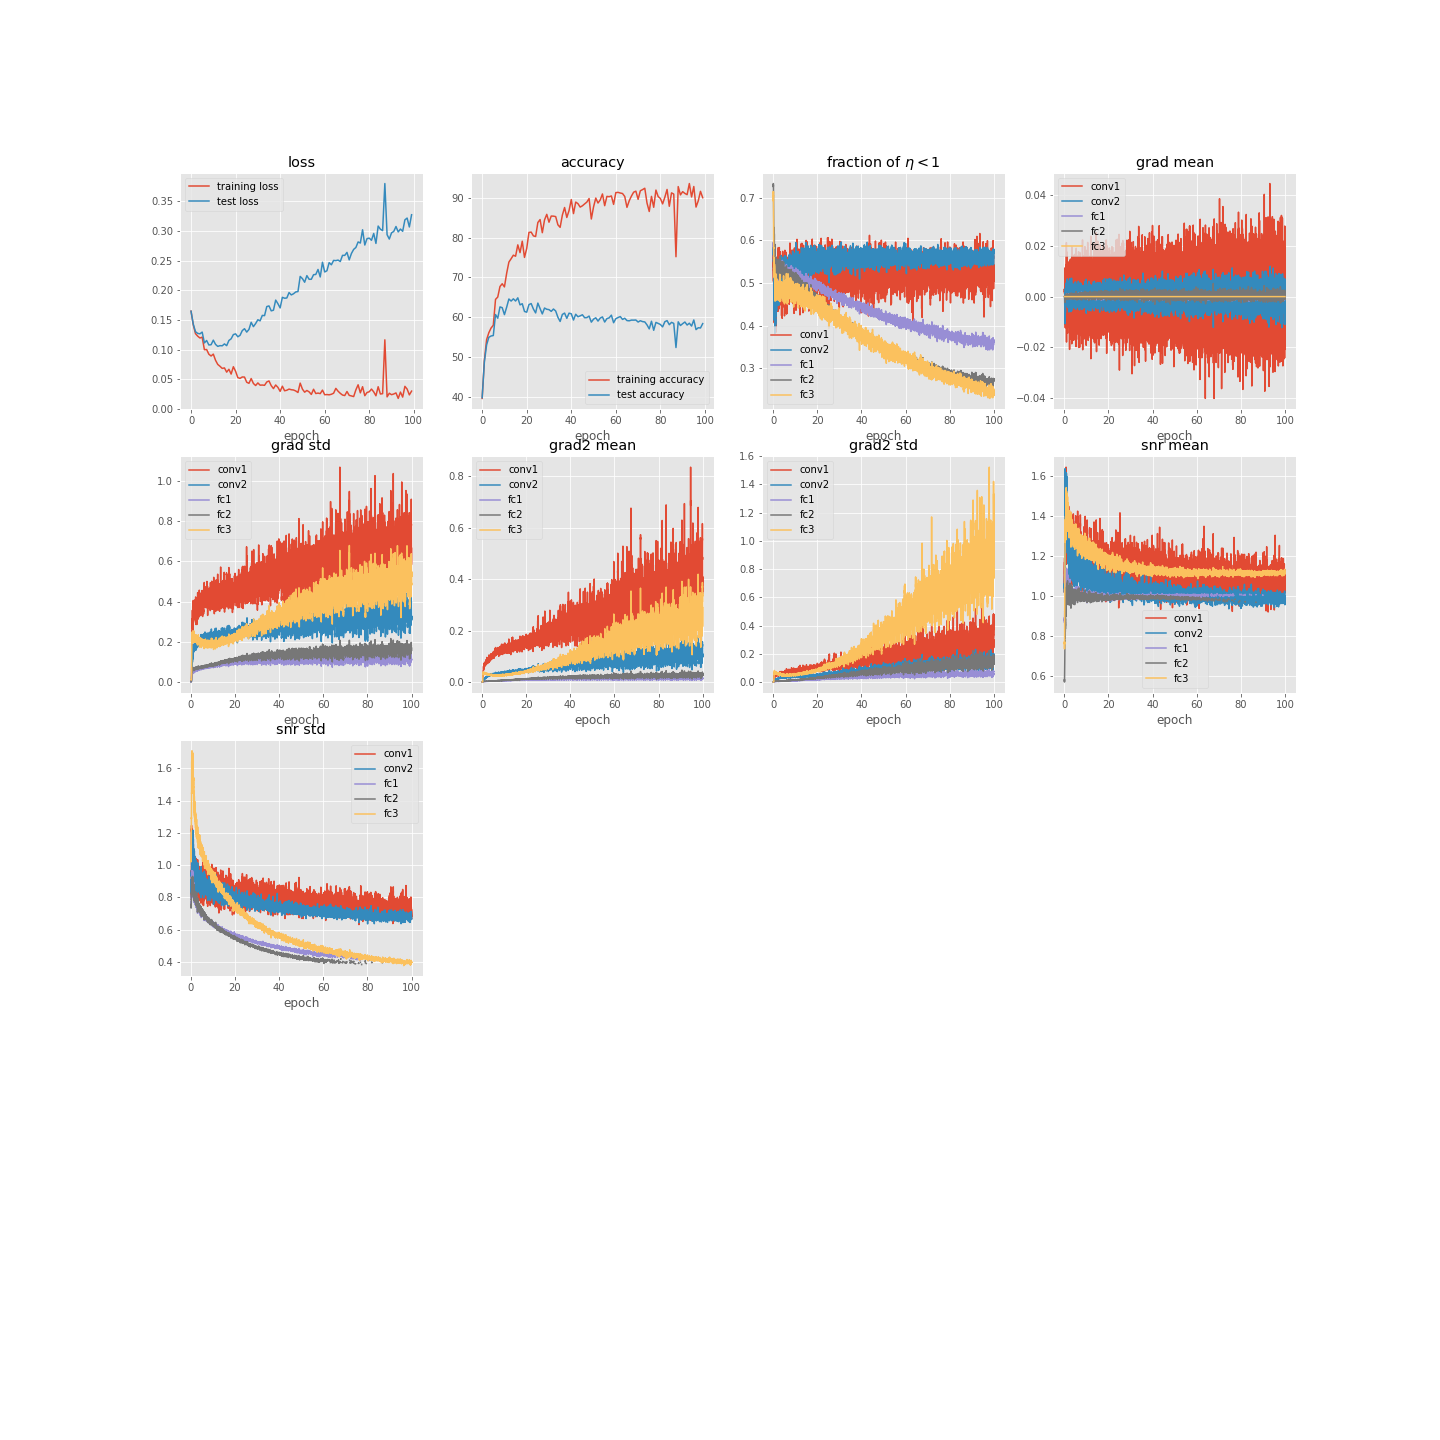 loss
training loss
test loss
0.35
0.30
0.25
0.20
0.15
0.10
0.05
0.00
0 20 40 60 80 100
epoch
accuracy
90
80
70
60
50
40
training accuracy
test accuracy
0 20 40 60 80 100
epoch
fraction of η < 1
0.7
0.6
0.5
0.4
0.3
conv1
conv2
fc1
fc2
fc3
0 20 40 60 80 100
epoch
grad mean
conv1
conv2
fc1
fc2
fc3
0.04
0.02
0.00
−0.02
−0.04
0 20 40 60 80 100
epoch
grad std
conv1
conv2
fc1
fc2
fc3
1.0
0.8
0.6
0.4
0.2
0.0
0 20 40 60 80 100
epoch
grad2 mean
conv1
conv2
fc1
fc2
fc3
0.8
0.6
0.4
0.2
0.0
0 20 40 60 80 100
epoch
grad2 std
conv1
conv2
fc1
fc2
fc3
1.6
1.4
1.2
1.0
0.8
0.6
0.4
0.2
0.0
0 20 40 60 80 100
epoch
snr mean
1.6
1.4
1.2
1.0
0.8
0.6
conv1
conv2
fc1
fc2
fc3
0 20 40 60 80 100
epoch
snr std
conv1
conv2
fc1
fc2
fc3
1.6
1.4
1.2
1.0
0.8
0.6
0.4
0 20 40 60 80 100
epoch